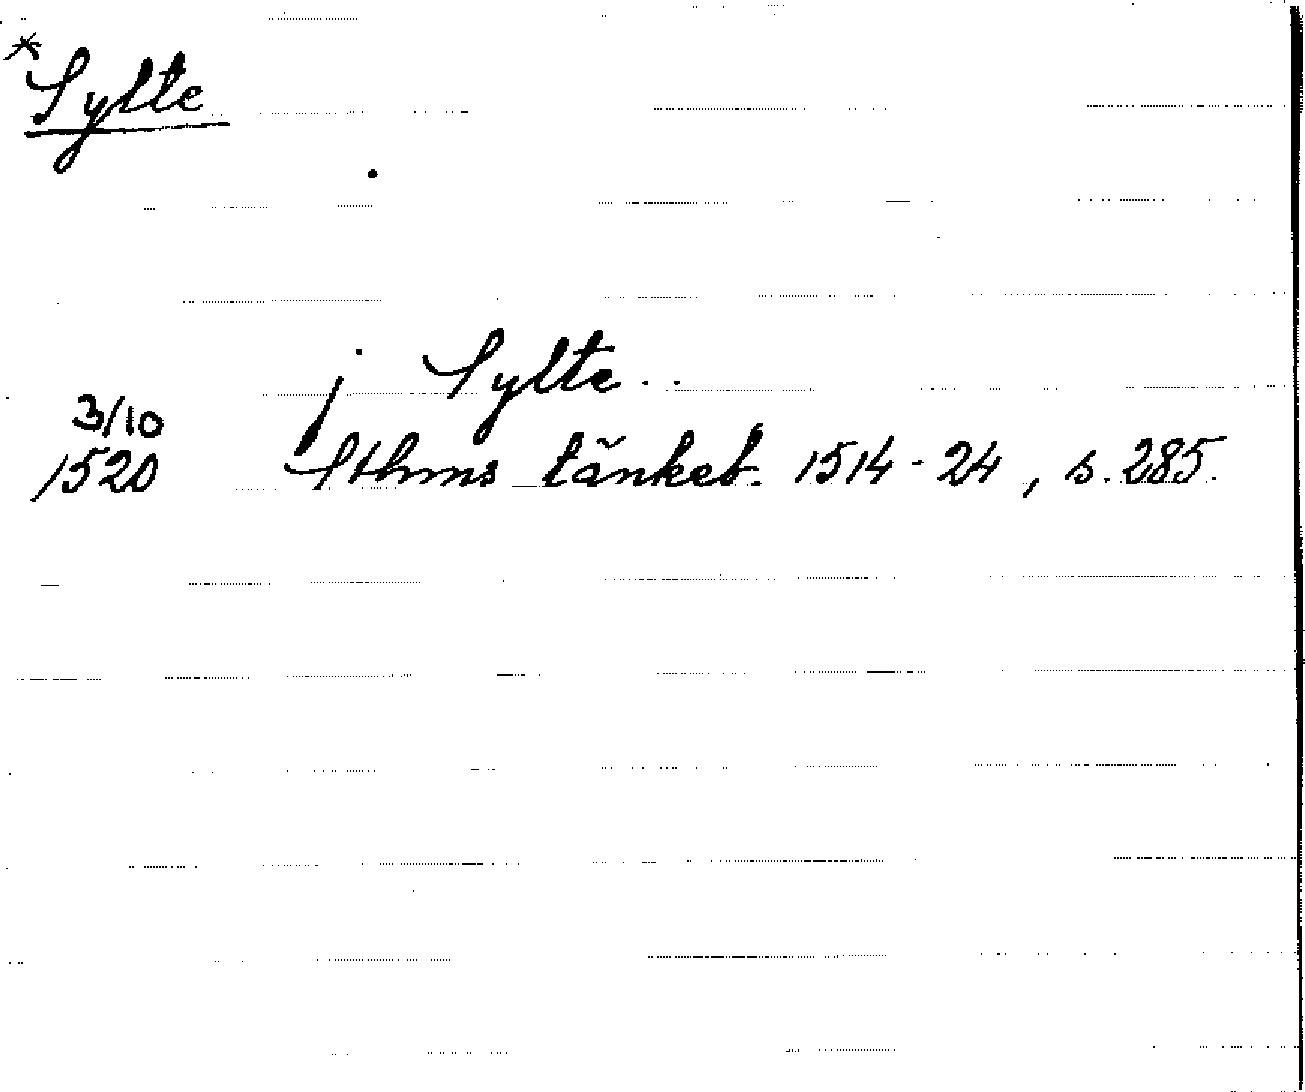 *Sylte
j Sylte
3/10
1520 Sthms tänkeb. 1514-24, s. 285.